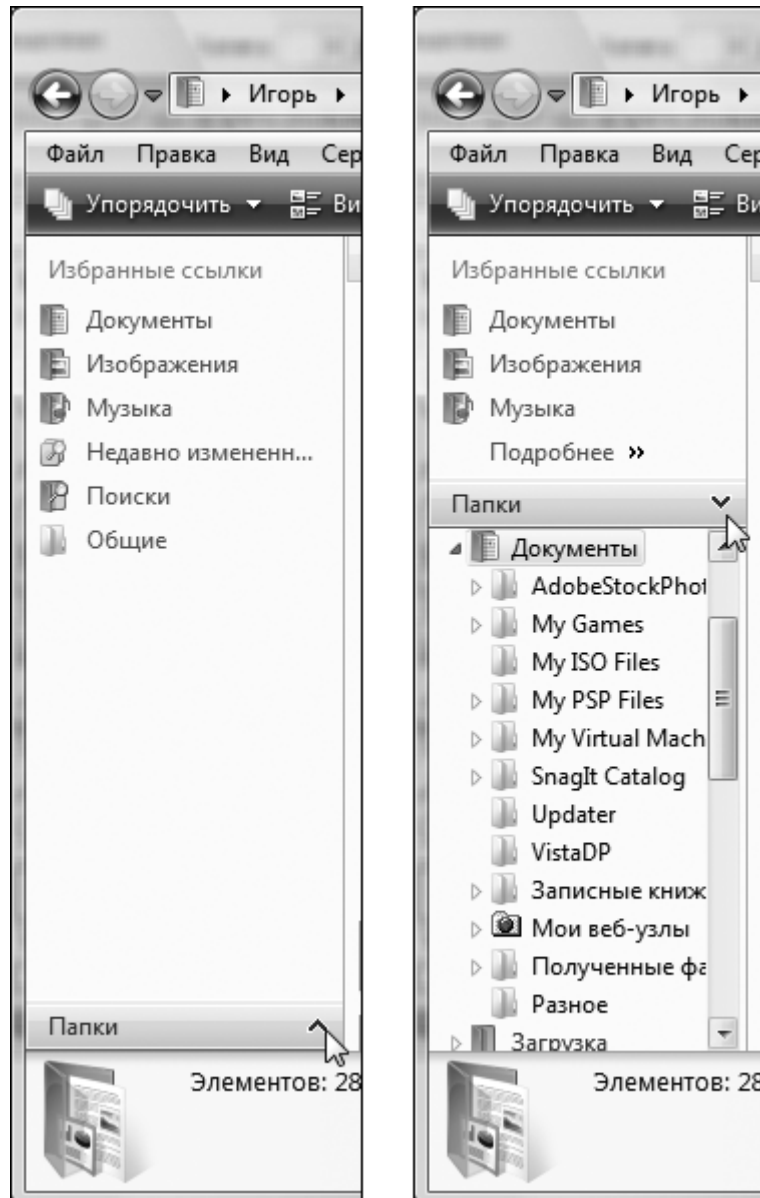 Игорь
Файл Правка Вид Сер
Упорядочить Ви
Избранные ссылки
Документы
Изображения
Музыка
Недавно измененн...
Поиски
Общие
Папки
Элементов: 28
Игорь
Файл Правка Вид Сер
Упорядочить Ви
Избранные ссылки
Документы
Изображения
Музыка
Подробнее »
Папки
Документы
AdobeStockPhot
My Games
My ISO Files
My PSP Files
My Virtual Mach
SnagIt Catalog
Updater
VistaDP
Записные книж
Мои веб-узлы
Полученные фа
Разное
Загрузка
Элементов: 28